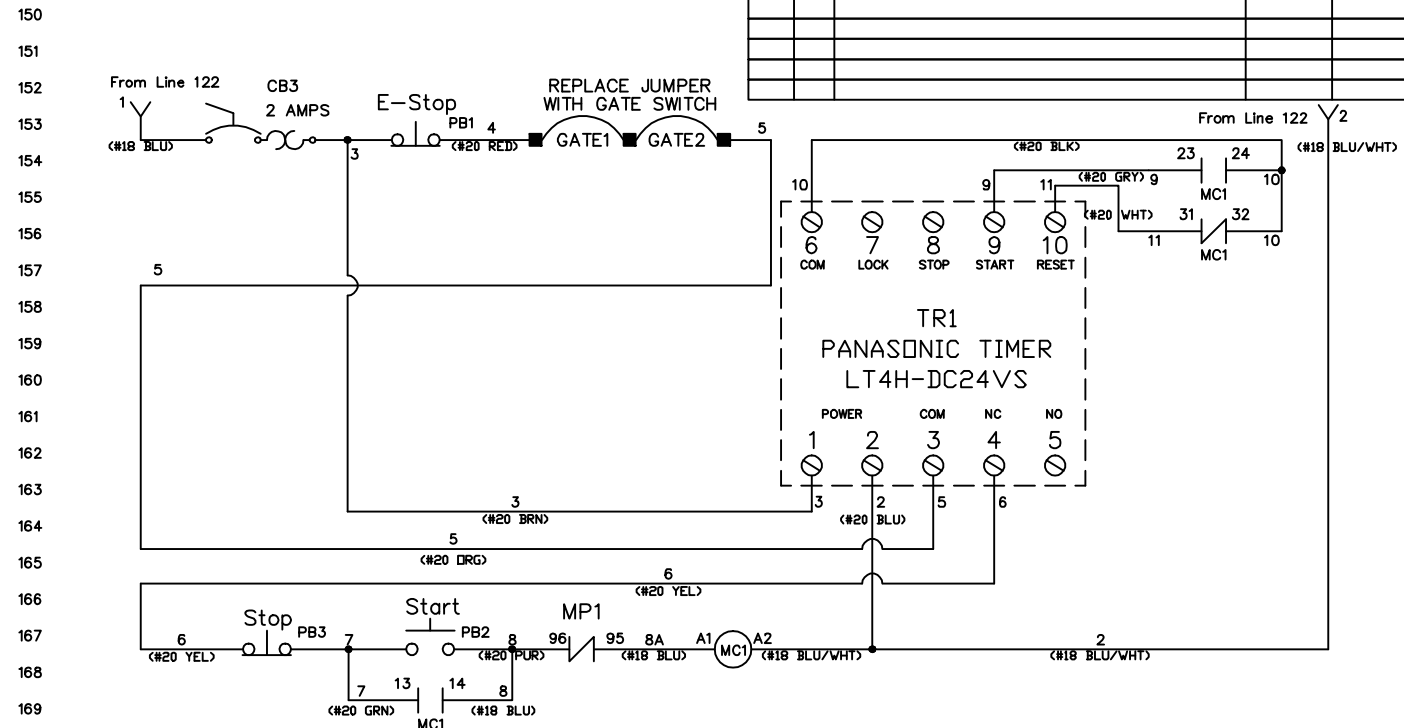 150
151
From Line 122
CB3
REPLACE JUMPER
152
1
2 AMPS
E-Stop
WITH GATE SWITCH
From Line 122
2
153
PB1
4
GATE1
GATE2
5
(#18 BLU)
3
(#20 RED)
(#20 BLK)
(#18 BLU/WHT)
154
23
24
10
9
(#20 GRY)
9
11
MC1
10
155
(#20 WHT)
31
32
156
6
7
8
9
10
11
10
COM
LOCK
STOP
START
RESET
MC1
157
5
158
TR1
159
PANASONIC TIMER
160
LT4H-DC24VS
161
POWER
COM
NC
NO
162
1
2
3
4
5
163
3
3
2
5
6
(#20 BRN)
(#20 BLU)
164
5
165
(#20 ORG)
6
166
(#20 YEL)
Stop
Start
MP1
167
PB3
PB2
6
7
8
96
95
8A
A1
MC1
A2
2
(#20 YEL)
(#20 PUR)
(#18 BLU)
(#18 BLU/WHT)
(#18 BLU/WHT)
168
7
13
14
8
169
(#20 GRN)
(#18 BLU)
MC1